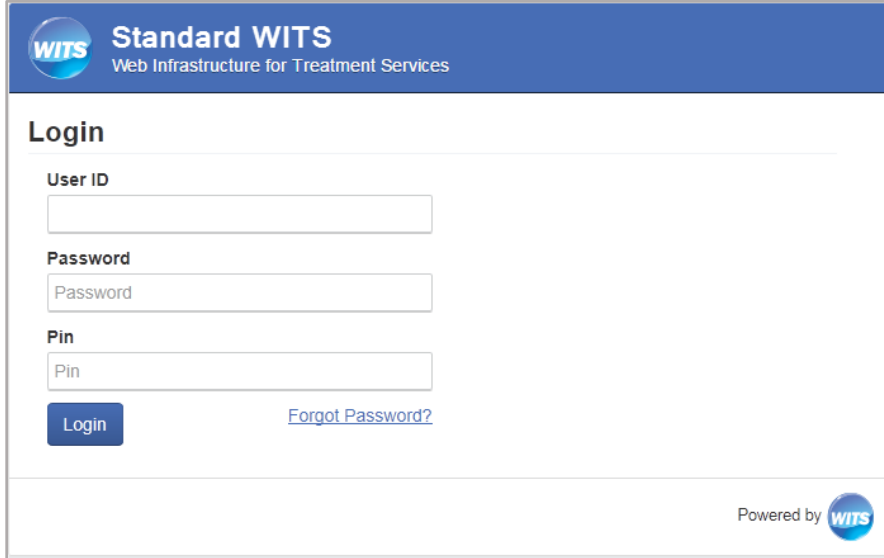 WITS
Standard WITS
Web Infrastructure for Treatment Services
Login
User ID
Password
Password
Pin
Pin
Login
Forgot Password?
Powered by WITS